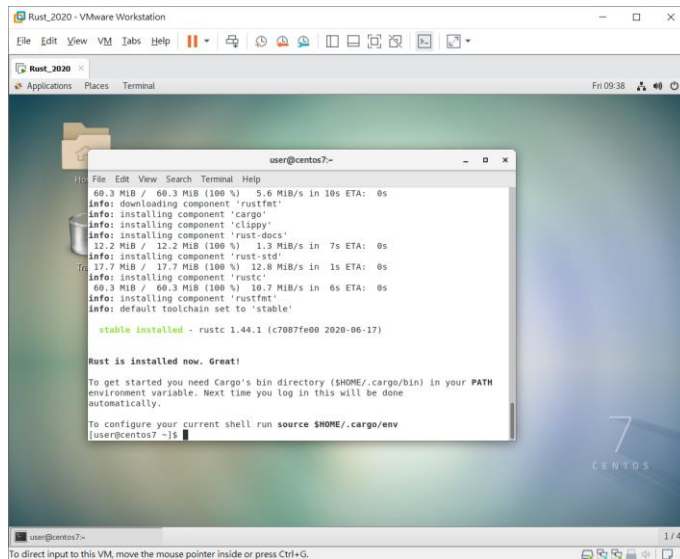 Rust_2020 - VMware Workstation
File Edit View VM Tabs Help
Rust_2020
Applications Places Terminal
Fri 09:38
user@centos7:~
File Edit View Search Terminal Help
60.3 MiB / 60.3 MiB (100 %) 5.6 MiB/s in 10s ETA: 0s
info: downloading component 'rustfmt'
info: installing component 'cargo'
info: installing component 'clippy'
info: installing component 'rust-docs'
12.2 MiB / 12.2 MiB (100 %) 1.3 MiB/s in 7s ETA: 0s
info: installing component 'rust-std'
17.7 MiB / 17.7 MiB (100 %) 12.8 MiB/s in 1s ETA: 0s
info: installing component 'rustc'
60.3 MiB / 60.3 MiB (100 %) 10.7 MiB/s in 6s ETA: 0s
info: installing component 'rustfmt'
info: default toolchain set to 'stable'
stable installed - rustc 1.44.1 (c7087fe00 2020-06-17)
Rust is installed now. Great!
To get started you need Cargo's bin directory ($HOME/.cargo/bin) in your PATH
environment variable. Next time you log in this will be done
automatically.
To configure your current shell run source $HOME/.cargo/env
[user@centos7 ~]$
7
CENTOS
user@centos7:~
1 / 4
To direct input to this VM, move the mouse pointer inside or press Ctrl+G.